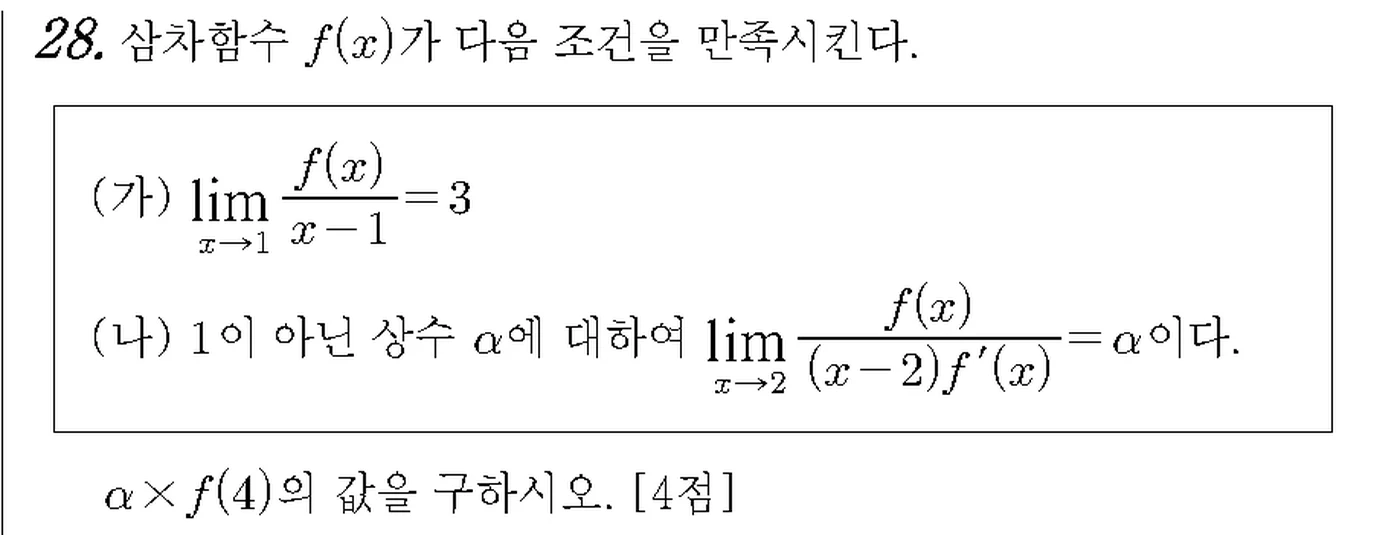 28. 삼차함수 f(x)가 다음 조건을 만족시킨다.
(가) lim_{x→1} f(x)/(x−1) = 3
(나) 1이 아닌 상수 α에 대하여 lim_{x→2} f(x)/((x−2)f′(x)) = α이다.
α×f(4)의 값을 구하시오. [4점]